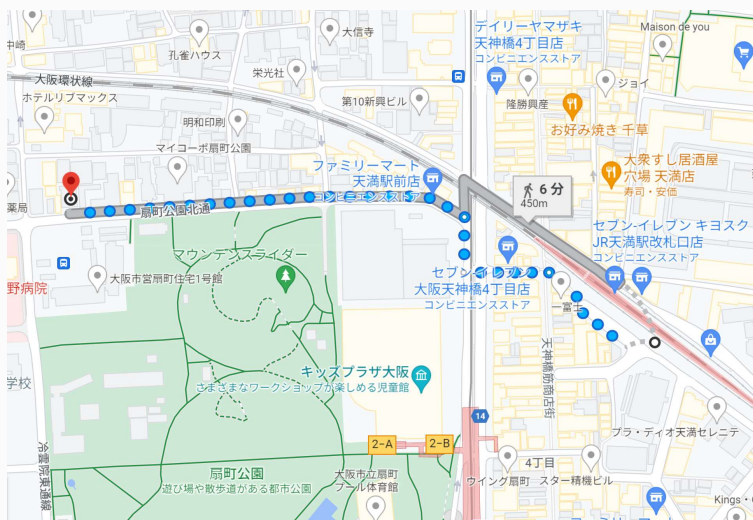 中崎
孔雀ハウス
大信寺
デイリーヤマザキ
天神橋4丁目店
コンビニエンスストア
Maison de you
大阪環状線
栄光社
ホテルリブマックス
第10新興ビル
隆勝興産
ジョイ
明和印刷
お好み焼き 千草
マイコーポ扇町公園
ファミリーマート
天満駅前店
コンビニエンスストア
大衆すし居酒屋
穴場 天満店
寿司・安価
6 分
450m
薬局
扇町公園北通
セブン-イレブン キヨスク
JR天満駅改札口店
コンビニエンスストア
マウンテンスライダー
大阪市営扇町住宅1号館
野病院
セブン-イレブン
大阪天神橋4丁目店
コンビニエンスストア
一富士
天神橋筋商店街
キッズプラザ大阪
さまざまなワークショップが楽しめる児童館
学校
14
プラ・ディオ天満セレニテ
2-A
2-B
冷雲院東通線
扇町公園
遊び場や散歩道がある都市公園
大阪市立扇町
プール体育館
4丁目
ウイング扇町
スター精機ビル
Kings・